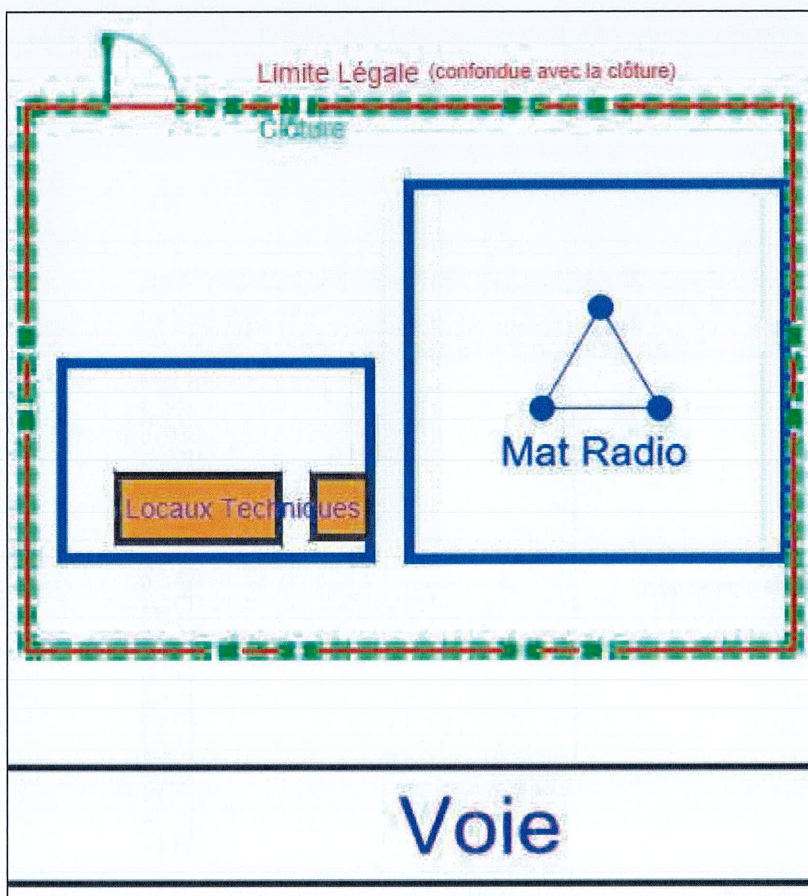 Limite Légale (confondue avec la clôture)
Clôture
Mat Radio
Locaux Techniques
Voie